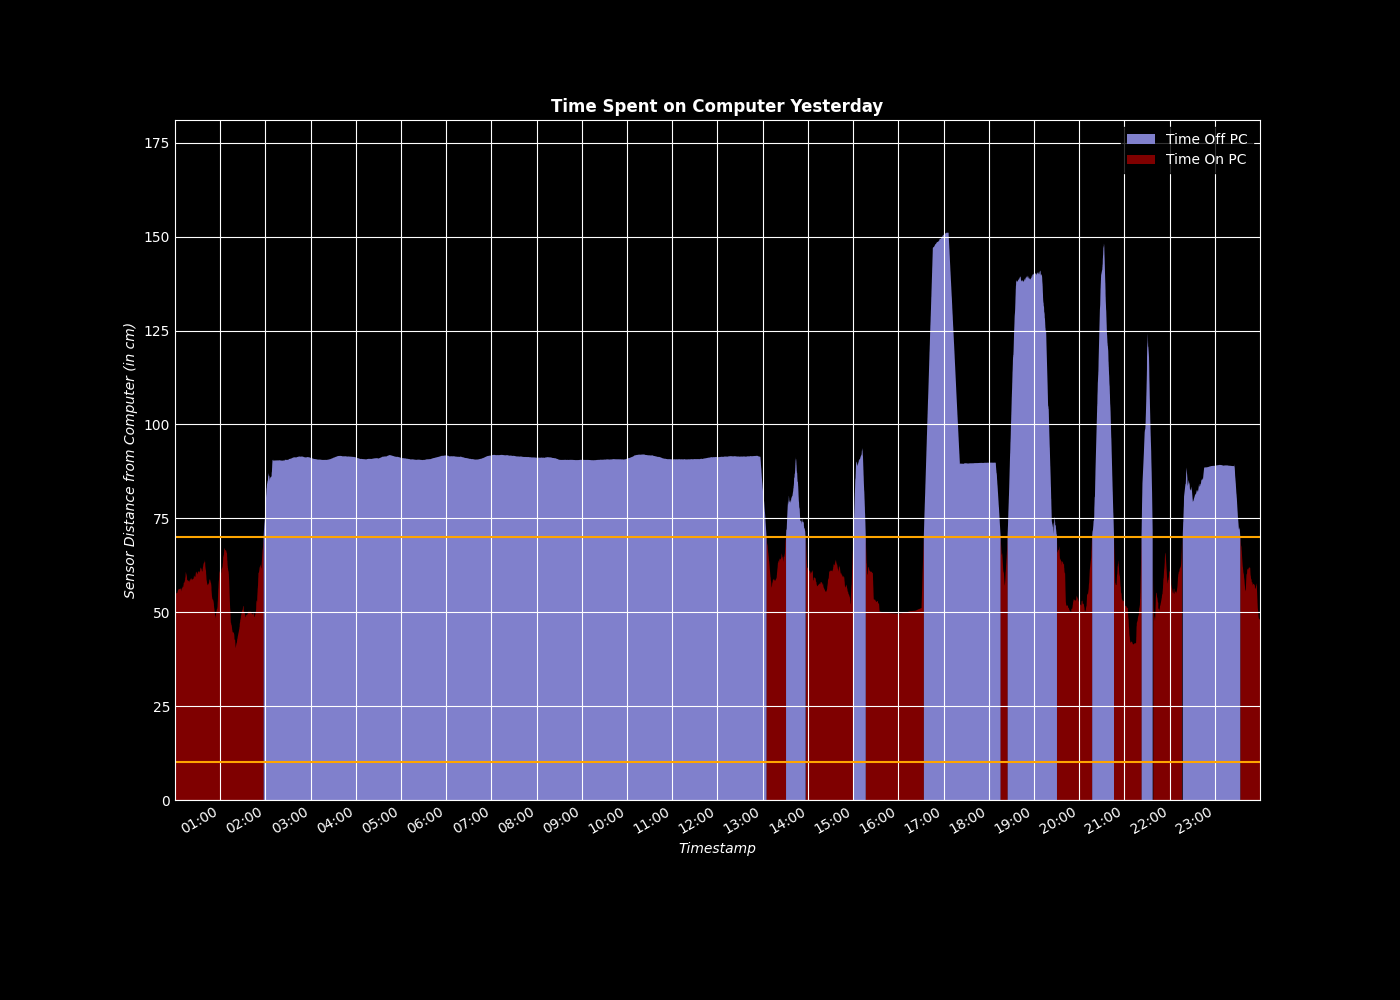 Time Spent on Computer Yesterday
Time Off PC
Time On PC
Sensor Distance from Computer (in cm)
175
150
125
100
75
50
25
0
01:00 02:00 03:00 04:00 05:00 06:00 07:00 08:00 09:00 10:00 11:00 12:00 13:00 14:00 15:00 16:00 17:00 18:00 19:00 20:00 21:00 22:00 23:00
Timestamp